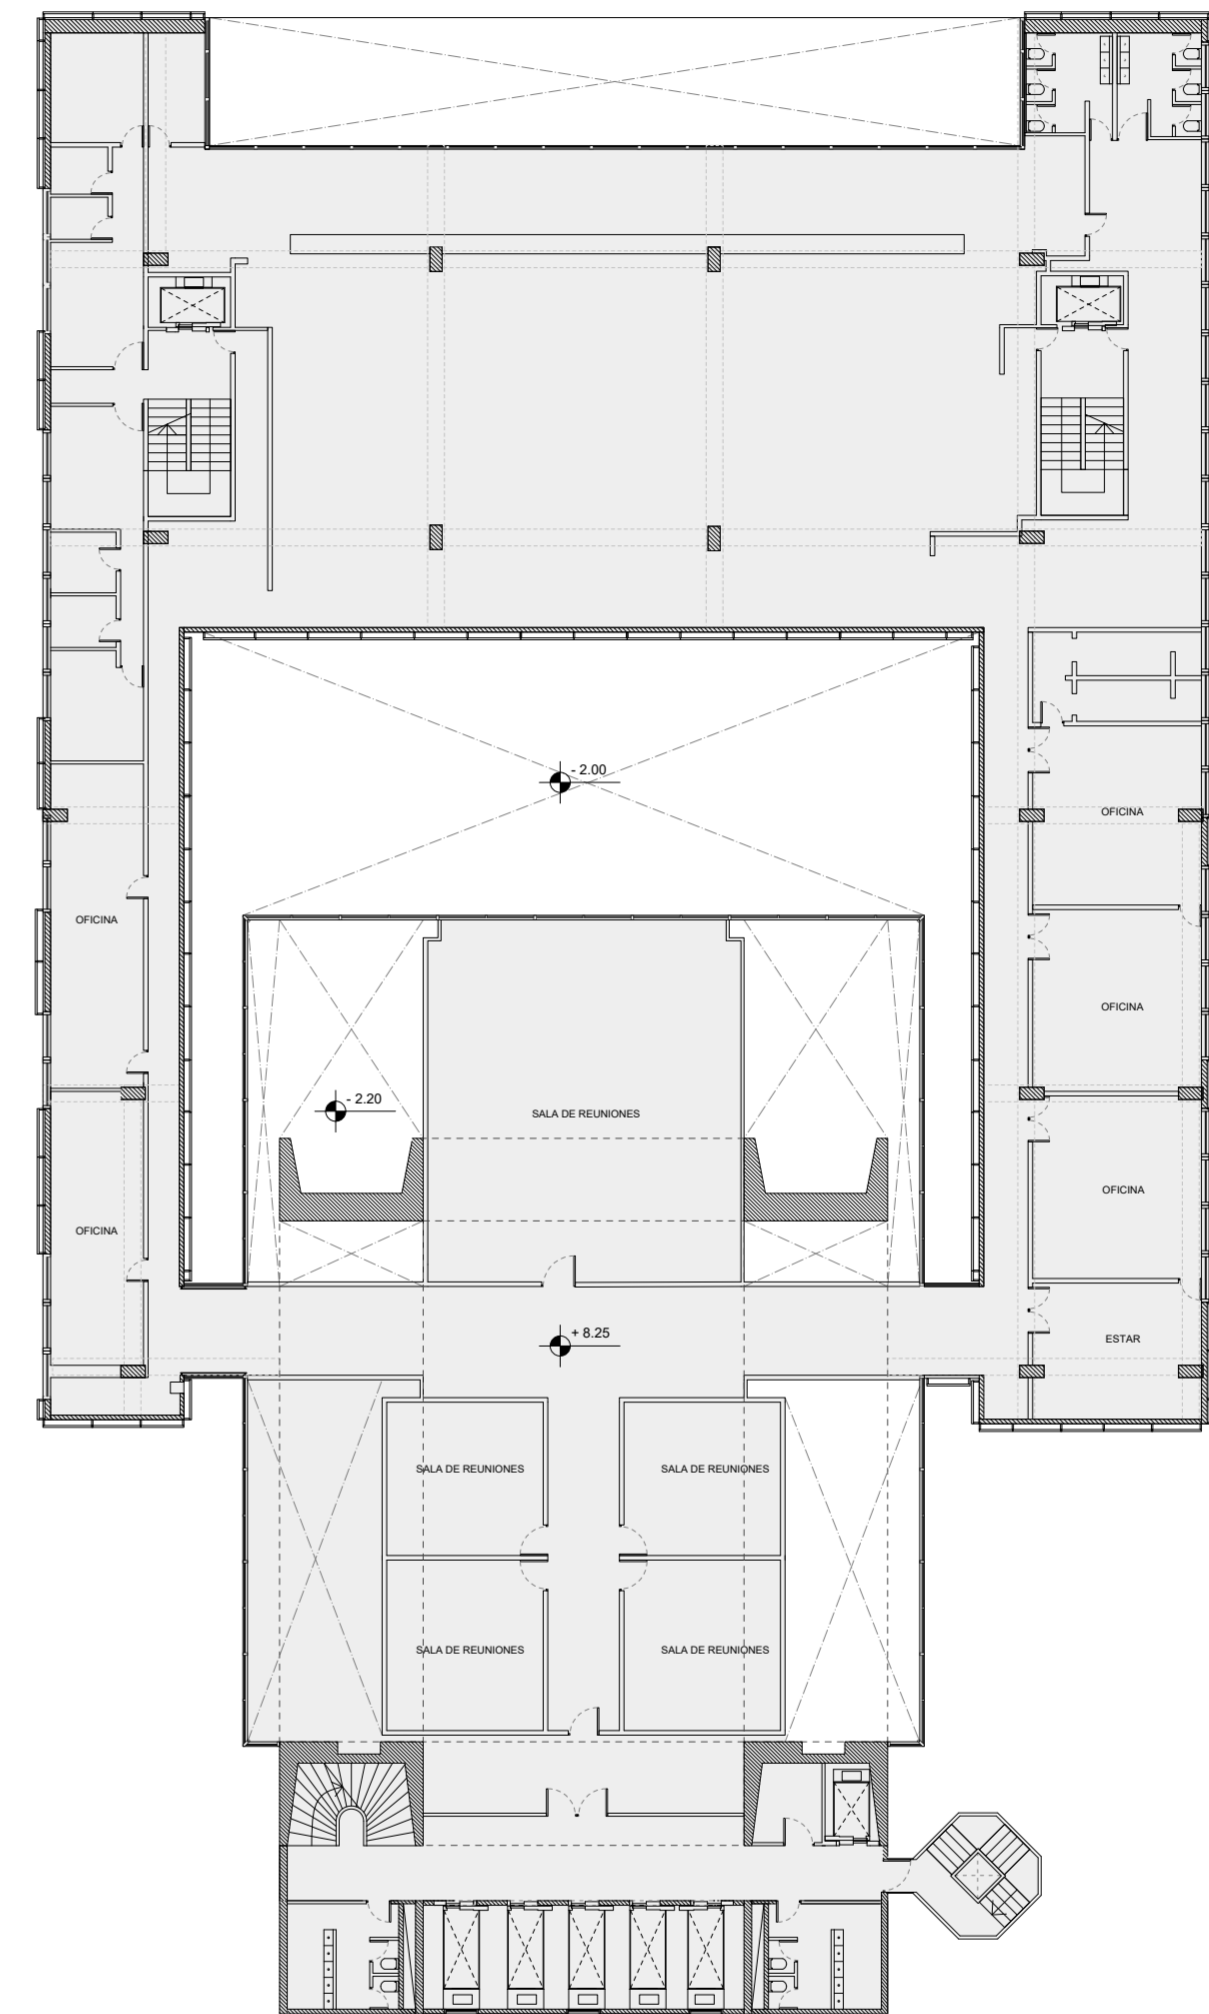 - 2.00
OFICINA
OFICINA
OFICINA
- 2.20
SALA DE REUNIONES
OFICINA
OFICINA
+ 8.25
ESTAR
SALA DE REUNIONES
SALA DE REUNIONES
SALA DE REUNIONES
SALA DE REUNIONES